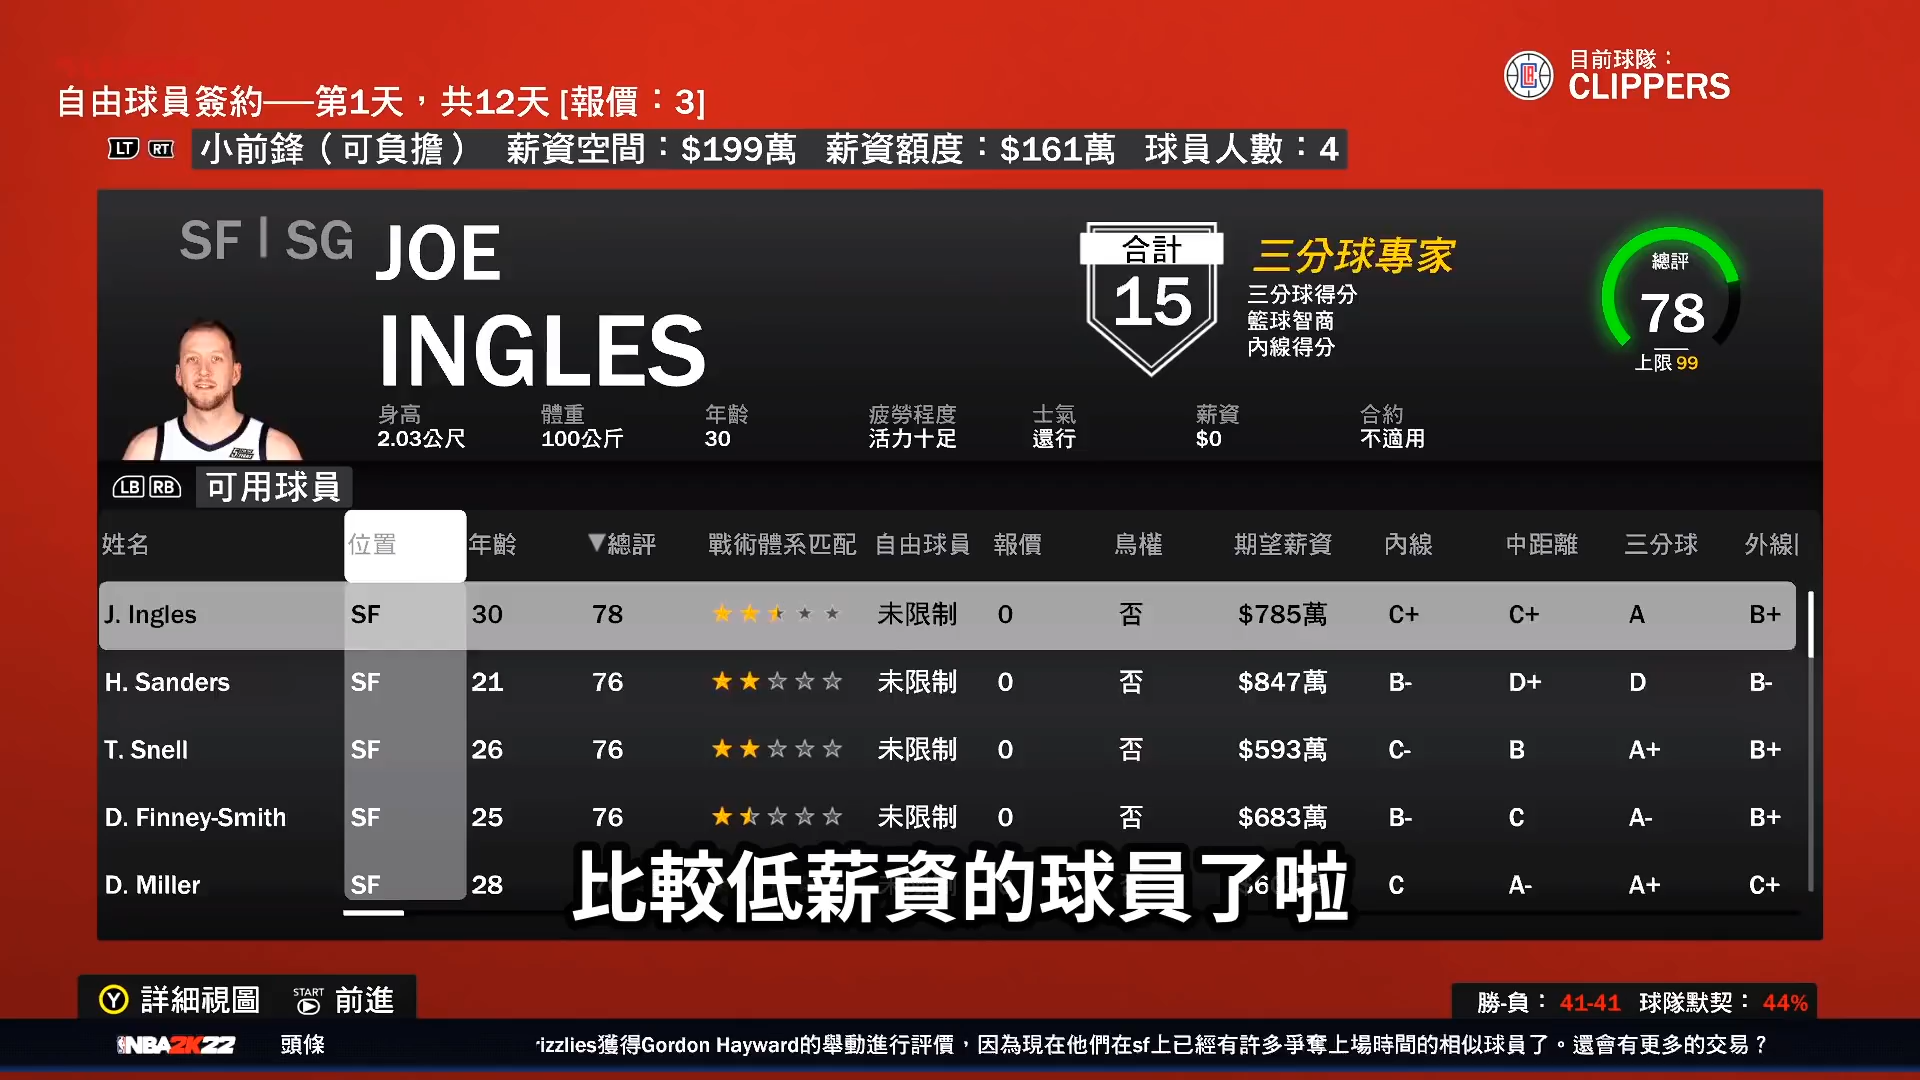 目前球隊：
CLIPPERS
自由球員簽約——第1天，共12天 [報價：3]
LT RT 小前鋒（可負擔） 薪資空間：$199萬 薪資額度：$161萬 球員人數：4
SF | SG JOE INGLES
合計 15
三分球專家
三分球得分
籃球智商
內線得分
總評
78
上限 99
身高 體重 年齡 疲勞程度 士氣 薪資 合約
2.03公尺 100公斤 30 活力十足 還行 $0 不適用
LB RB 可用球員
姓名 位置 年齡 ▼總評 戰術體系匹配 自由球員 報價 鳥權 期望薪資 內線 中距離 三分球 外線
J. Ingles SF 30 78 未限制 0 否 $785萬 C+ C+ A B+
H. Sanders SF 21 76 未限制 0 否 $847萬 B- D+ D B-
T. Snell SF 26 76 未限制 0 否 $593萬 C- B A+ B+
D. Finney-Smith SF 25 76 未限制 0 否 $683萬 B- C A- B+
D. Miller SF 28 C A- A+ C+
比較低薪資的球員了啦
Y 詳細視圖 START 前進
勝-負： 41-41 球隊默契： 44%
NBA2K22 頭條 rizzlies獲得Gordon Hayward的舉動進行評價，因為現在他們在sf上已經有許多爭奪上場時間的相似球員了。還會有更多的交易？